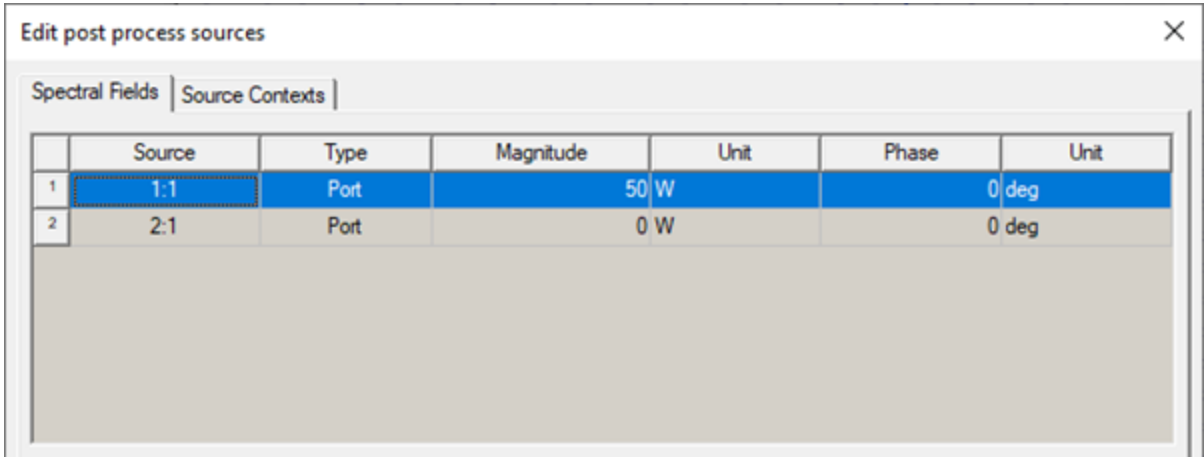 Edit post process sources
Spectral Fields Source Contexts
Source Type Magnitude Unit Phase Unit
1 1:1 Port 50 W 0 deg
2 2:1 Port 0 W 0 deg